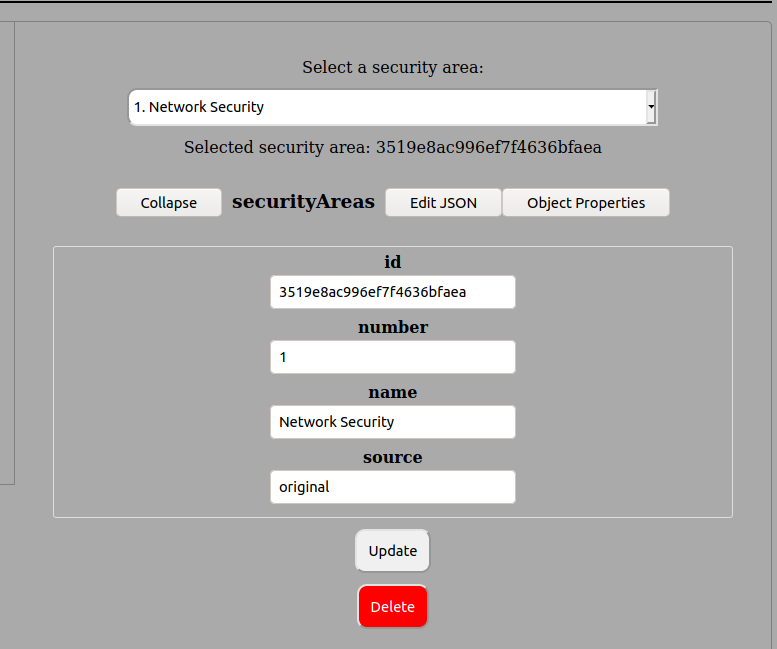 Select a security area:
1. Network Security
Selected security area: 3519e8ac996ef7f4636bfaea
Collapse securityAreas Edit JSON Object Properties
id
3519e8ac996ef7f4636bfaea
number
1
name
Network Security
source
original
Update
Delete